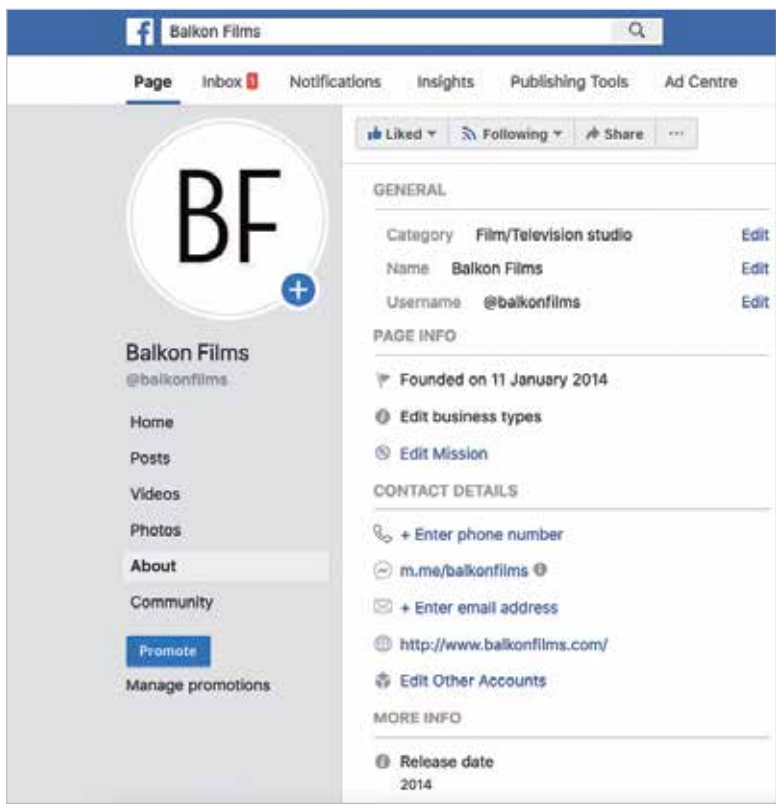 f Balkon Films
Page Inbox 1 Notifications Insights Publishing Tools Ad Centre
Liked Following Share ...
BF
Balkon Films
@balkonfilms
Home
Posts
Videos
Photos
About
Community
Promote
Manage promotions
GENERAL
Category Film/Television studio Edit
Name Balkon Films Edit
Username @balkonfilms Edit
PAGE INFO
Founded on 11 January 2014
Edit business types
Edit Mission
CONTACT DETAILS
+ Enter phone number
m.me/balkonfilms
+ Enter email address
http://www.balkonfilms.com/
Edit Other Accounts
MORE INFO
Release date
2014